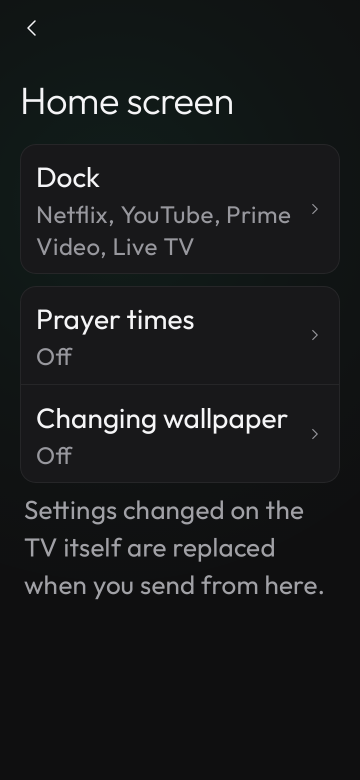 Home screen
Dock
Netflix, YouTube, Prime
Video, Live TV
Prayer times
Off
Changing wallpaper
Off
Settings changed on the
TV itself are replaced
when you send from here.